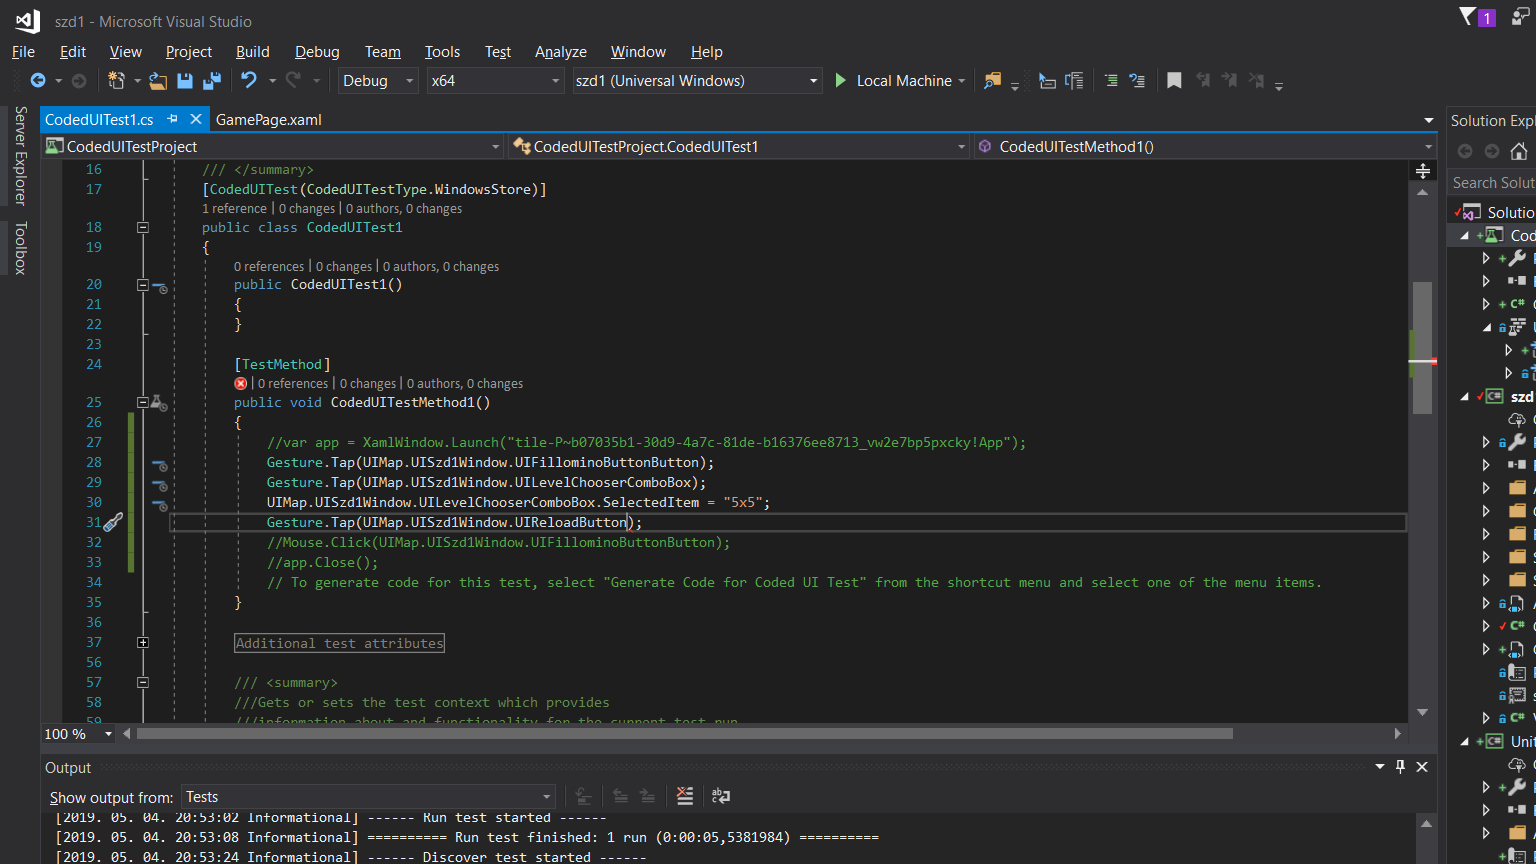 szd1 - Microsoft Visual Studio
1
File Edit View Project Build Debug Team Tools Test Analyze Window Help
Debug x64 szd1 (Universal Windows) Local Machine
Server Explorer
Toolbox
CodedUITest1.cs GamePage.xaml
CodedUITestProject CodedUITestProject.CodedUITest1 CodedUITestMethod1()
16 /// </summary>
17 [CodedUITest(CodedUITestType.WindowsStore)]
1 reference | 0 changes | 0 authors, 0 changes
18 public class CodedUITest1
19 {
0 references | 0 changes | 0 authors, 0 changes
20 public CodedUITest1()
21 {
22 }
23
24 [TestMethod]
| 0 references | 0 changes | 0 authors, 0 changes
25 public void CodedUITestMethod1()
26 {
27 //var app = XamlWindow.Launch("tile-P~b07035b1-30d9-4a7c-81de-b16376ee8713_vw2e7bp5pxcky!App");
28 Gesture.Tap(UIMap.UISzd1Window.UIFillominoButtonButton);
29 Gesture.Tap(UIMap.UISzd1Window.UILevelChooserComboBox);
30 UIMap.UISzd1Window.UILevelChooserComboBox.SelectedItem = "5x5";
31 Gesture.Tap(UIMap.UISzd1Window.UIReloadButton);
32 //Mouse.Click(UIMap.UISzd1Window.UIFillominoButtonButton);
33 //app.Close();
34 // To generate code for this test, select "Generate Code for Coded UI Test" from the shortcut menu and select one of the menu items.
35 }
36
37 Additional test attributes
56
57 /// <summary>
58 ///Gets or sets the test context which provides
59 ///information about and functionality for the current test run
100 %
Output
Show output from: Tests
[2019. 05. 04. 20:53:02 Informational] ------ Run test started ------
[2019. 05. 04. 20:53:08 Informational] ========== Run test finished: 1 run (0:00:05,5381984) ==========
[2019. 05. 04. 20:53:24 Informational] ------ Discover test started ------
Solution Expl
Search Solut
Solutio
Cod
szd
Unit